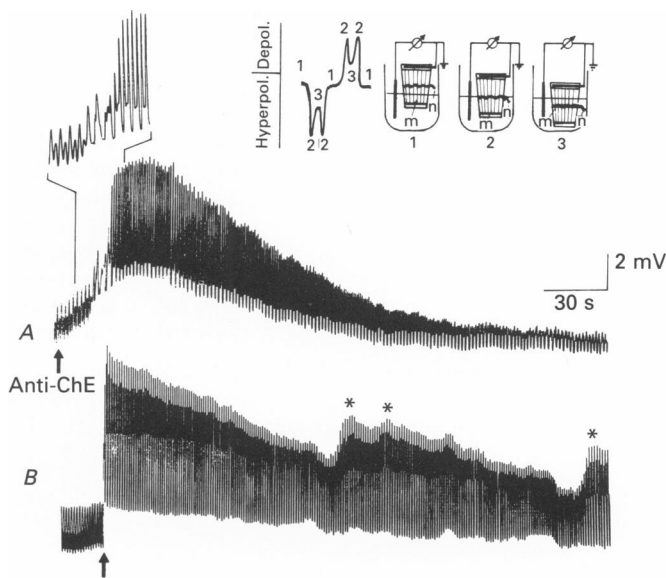 Hyperpol. Depol.
2 2
1 1 3 1
3
2 2
m n
m n
m n
1 2 3
2 mV
30 s
A
Anti-ChE
* * *
B